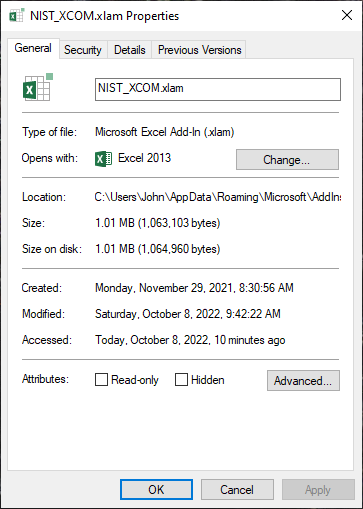 NIST_XCOM.xlam Properties
General Security Details Previous Versions
NIST_XCOM.xlam
Type of file: Microsoft Excel Add-In (.xlam)
Opens with: Excel 2013 Change...
Location: C:\Users\John\AppData\Roaming\Microsoft\AddIns
Size: 1.01 MB (1,063,103 bytes)
Size on disk: 1.01 MB (1,064,960 bytes)
Created: Monday, November 29, 2021, 8:30:56 AM
Modified: Saturday, October 8, 2022, 9:42:22 AM
Accessed: Today, October 8, 2022, 10 minutes ago
Attributes: Read-only Hidden Advanced...
OK Cancel Apply